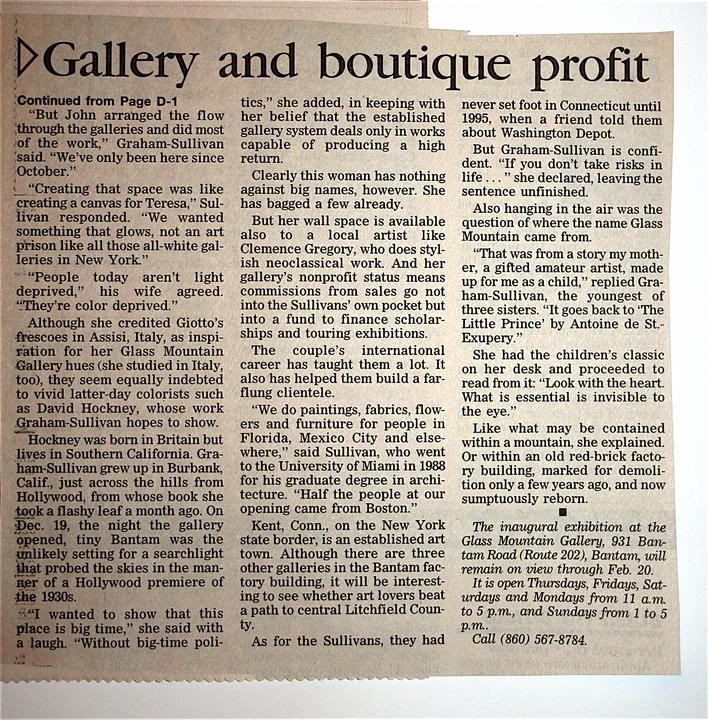 ▷Gallery and boutique profit
Continued from Page D-1
"But John arranged the flow
through the galleries and did most
of the work," Graham-Sullivan
said. "We've only been here since
October."
"Creating that space was like
creating a canvas for Teresa," Sul-
livan responded. "We wanted
something that glows, not an art
prison like all those all-white gal-
leries in New York."
"People today aren't light
deprived," his wife agreed.
"They're color deprived."
Although she credited Giotto's
frescoes in Assisi, Italy, as inspi-
ration for her Glass Mountain
Gallery hues (she studied in Italy,
too), they seem equally indebted
to vivid latter-day colorists such
as David Hockney, whose work
Graham-Sullivan hopes to show.
Hockney was born in Britain but
lives in Southern California. Gra-
ham-Sullivan grew up in Burbank,
Calif., just across the hills from
Hollywood, from whose book she
took a flashy leaf a month ago. On
Dec. 19, the night the gallery
opened, tiny Bantam was the
unlikely setting for a searchlight
that probed the skies in the man-
ner of a Hollywood premiere of
the 1930s.
"I wanted to show that this
place is big time," she said with
a laugh. "Without big-time poli-
tics," she added, in keeping with
her belief that the established
gallery system deals only in works
capable of producing a high
return.
Clearly this woman has nothing
against big names, however. She
has bagged a few already.
But her wall space is available
also to a local artist like
Clemence Gregory, who does styl-
ish neoclassical work. And her
gallery's nonprofit status means
commissions from sales go not
into the Sullivans' own pocket but
into a fund to finance scholar-
ships and touring exhibitions.
The couple's international
career has taught them a lot. It
also has helped them build a far-
flung clientele.
"We do paintings, fabrics, flow-
ers and furniture for people in
Florida, Mexico City and else-
where," said Sullivan, who went
to the University of Miami in 1988
for his graduate degree in archi-
tecture. "Half the people at our
opening came from Boston."
Kent, Conn., on the New York
state border, is an established art
town. Although there are three
other galleries in the Bantam fac-
tory building, it will be interest-
ing to see whether art lovers beat
a path to central Litchfield Coun-
ty.
As for the Sullivans, they had
never set foot in Connecticut until
1995, when a friend told them
about Washington Depot.
But Graham-Sullivan is confi-
dent. "If you don't take risks in
life . . . " she declared, leaving the
sentence unfinished.
Also hanging in the air was the
question of where the name Glass
Mountain came from.
"That was from a story my moth-
er, a gifted amateur artist, made
up for me as a child," replied Gra-
ham-Sullivan, the youngest of
three sisters. "It goes back to 'The
Little Prince' by Antoine de St.-
Exupery."
She had the children's classic
on her desk and proceeded to
read from it: "Look with the heart.
What is essential is invisible to
the eye."
Like what may be contained
within a mountain, she explained.
Or within an old red-brick facto-
ry building, marked for demoli-
tion only a few years ago, and now
sumptuously reborn.
■
The inaugural exhibition at the
Glass Mountain Gallery, 931 Ban-
tam Road (Route 202), Bantam, will
remain on view through Feb. 20.
It is open Thursdays, Fridays, Sat-
urdays and Mondays from 11 a.m.
to 5 p.m., and Sundays from 1 to 5
p.m..
Call (860) 567-8784.